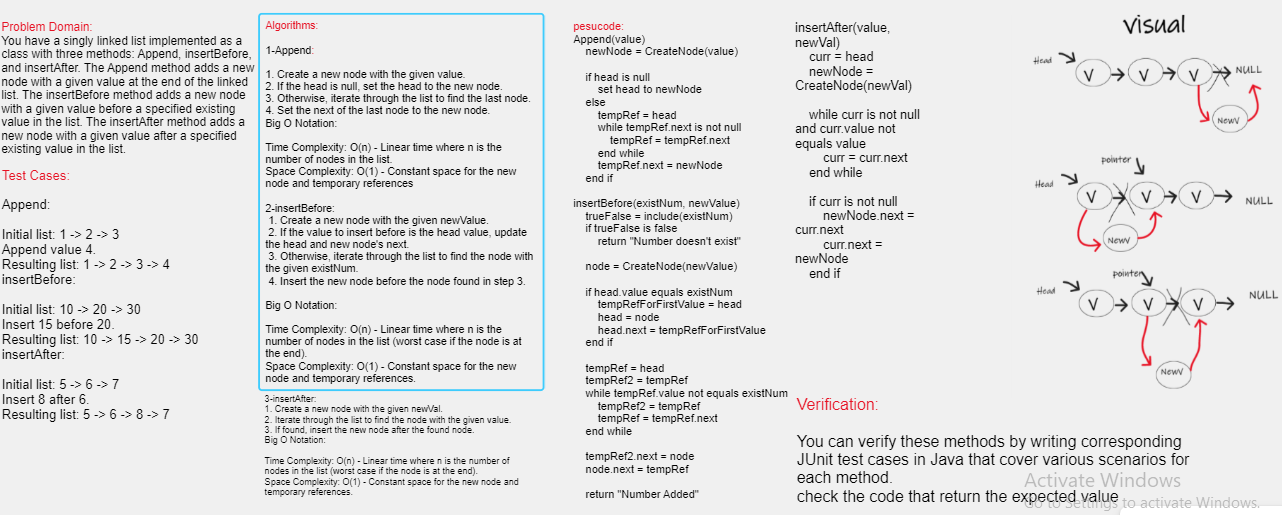 Problem Domain:
You have a singly linked list implemented as a
class with three methods: Append, insertBefore,
and insertAfter. The Append method adds a new
node with a given value at the end of the linked
list. The insertBefore method adds a new node
with a given value before a specified existing
value in the list. The insertAfter method adds a
new node with a given value after a specified
existing value in the list.
Test Cases:
Append:
Initial list: 1 -> 2 -> 3
Append value 4.
Resulting list: 1 -> 2 -> 3 -> 4
insertBefore:
Initial list: 10 -> 20 -> 30
Insert 15 before 20.
Resulting list: 10 -> 15 -> 20 -> 30
insertAfter:
Initial list: 5 -> 6 -> 7
Insert 8 after 6.
Resulting list: 5 -> 6 -> 8 -> 7
Algorithms:
1-Append:
1. Create a new node with the given value.
2. If the head is null, set the head to the new node.
3. Otherwise, iterate through the list to find the last node.
4. Set the next of the last node to the new node.
Big O Notation:
Time Complexity: O(n) - Linear time where n is the
number of nodes in the list.
Space Complexity: O(1) - Constant space for the new
node and temporary references
2-insertBefore:
1. Create a new node with the given newValue.
2. If the value to insert before is the head value, update
the head and new node's next.
3. Otherwise, iterate through the list to find the node with
the given existNum.
4. Insert the new node before the node found in step 3.
Big O Notation:
Time Complexity: O(n) - Linear time where n is the
number of nodes in the list (worst case if the node is at
the end).
Space Complexity: O(1) - Constant space for the new
node and temporary references.
3-insertAfter:
1. Create a new node with the given newVal.
2. Iterate through the list to find the node with the given value.
3. If found, insert the new node after the found node.
Big O Notation:
Time Complexity: O(n) - Linear time where n is the number of
nodes in the list (worst case if the node is at the end).
Space Complexity: O(1) - Constant space for the new node and
temporary references.
pesucode:
Append(value)
newNode = CreateNode(value)
if head is null
set head to newNode
else
tempRef = head
while tempRef.next is not null
tempRef = tempRef.next
end while
tempRef.next = newNode
end if
insertBefore(existNum, newValue)
trueFalse = include(existNum)
if trueFalse is false
return "Number doesn't exist"
node = CreateNode(newValue)
if head.value equals existNum
tempRefForFirstValue = head
head = node
head.next = tempRefForFirstValue
end if
tempRef = head
tempRef2 = tempRef
while tempRef.value not equals existNum
tempRef2 = tempRef
tempRef = tempRef.next
end while
tempRef2.next = node
node.next = tempRef
return "Number Added"
insertAfter(value,
newVal)
curr = head
newNode =
CreateNode(newVal)
while curr is not null
and curr.value not
equals value
curr = curr.next
end while
if curr is not null
newNode.next =
curr.next
curr.next =
newNode
end if
visual
Head
V V V NULL
NewV
pointer
Head
V V V NULL
NewV
pointer
Head
V V V NULL
NewV
Verification:
You can verify these methods by writing corresponding
JUnit test cases in Java that cover various scenarios for
each method.
check the code that return the expected value
Activate Windows
Go to Settings to activate Windows.